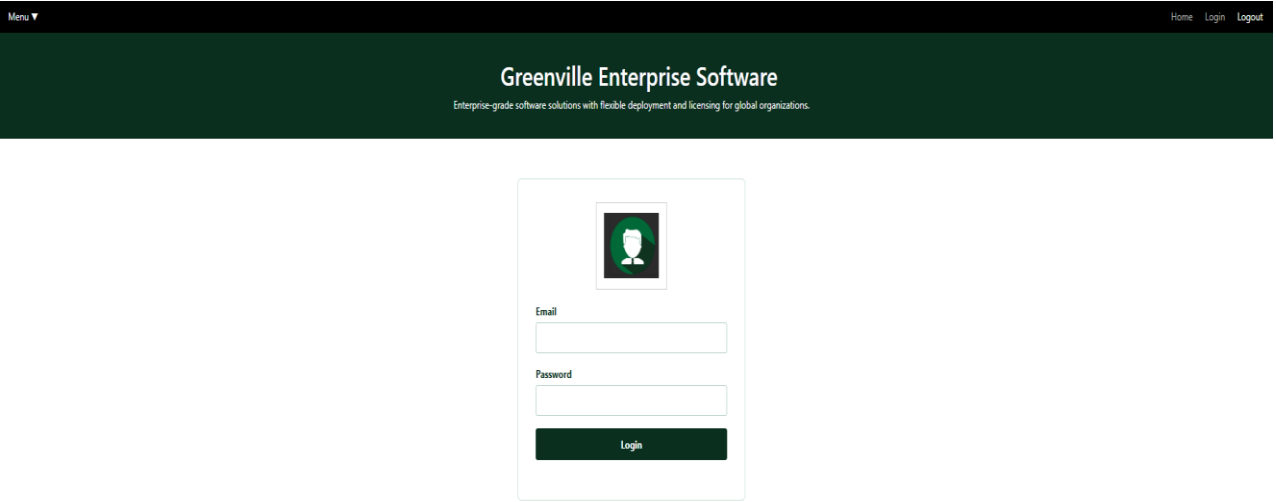 Menu ▼ Home Login Logout
Greenville Enterprise Software
Enterprise-grade software solutions with flexible deployment and licensing for global organizations.
Email
Password
Login